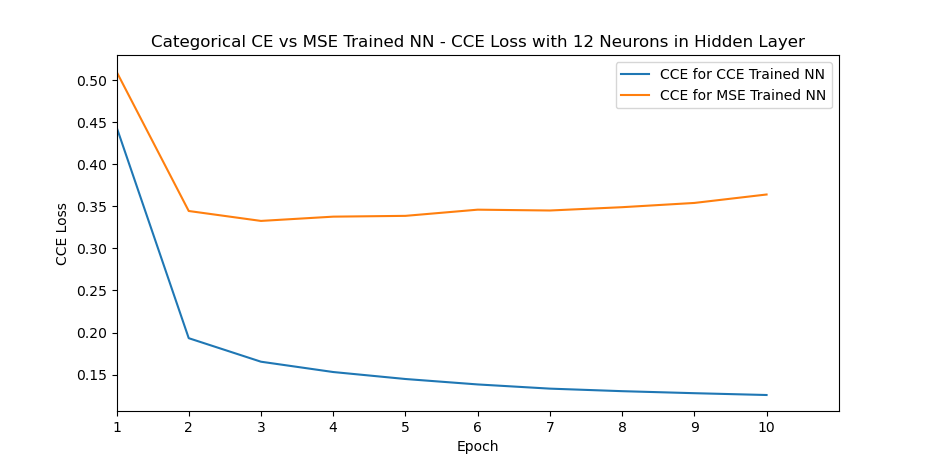 Categorical CE vs MSE Trained NN - CCE Loss with 12 Neurons in Hidden Layer
CCE for CCE Trained NN
CCE for MSE Trained NN
CCE Loss
0.50
0.45
0.40
0.35
0.30
0.25
0.20
0.15
1 2 3 4 5 6 7 8 9 10
Epoch